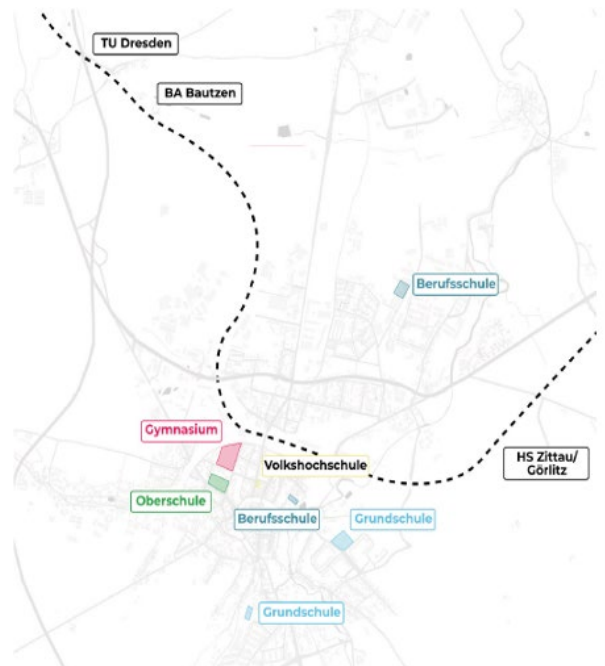 TU Dresden
BA Bautzen
Berufsschule
Gymnasium
Volkshochschule
HS Zittau/
Görlitz
Oberschule
Berufsschule
Grundschule
Grundschule